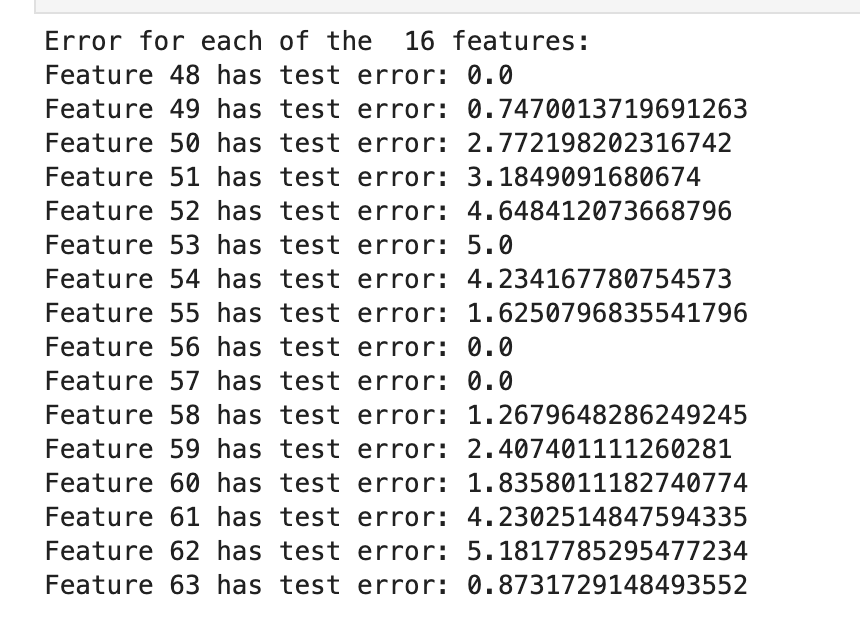 Error for each of the  16 features:
Feature 48 has test error: 0.0
Feature 49 has test error: 0.7470013719691263
Feature 50 has test error: 2.772198202316742
Feature 51 has test error: 3.1849091680674
Feature 52 has test error: 4.648412073668796
Feature 53 has test error: 5.0
Feature 54 has test error: 4.234167780754573
Feature 55 has test error: 1.6250796835541796
Feature 56 has test error: 0.0
Feature 57 has test error: 0.0
Feature 58 has test error: 1.2679648286249245
Feature 59 has test error: 2.407401111260281
Feature 60 has test error: 1.8358011182740774
Feature 61 has test error: 4.2302514847594335
Feature 62 has test error: 5.1817785295477234
Feature 63 has test error: 0.8731729148493552